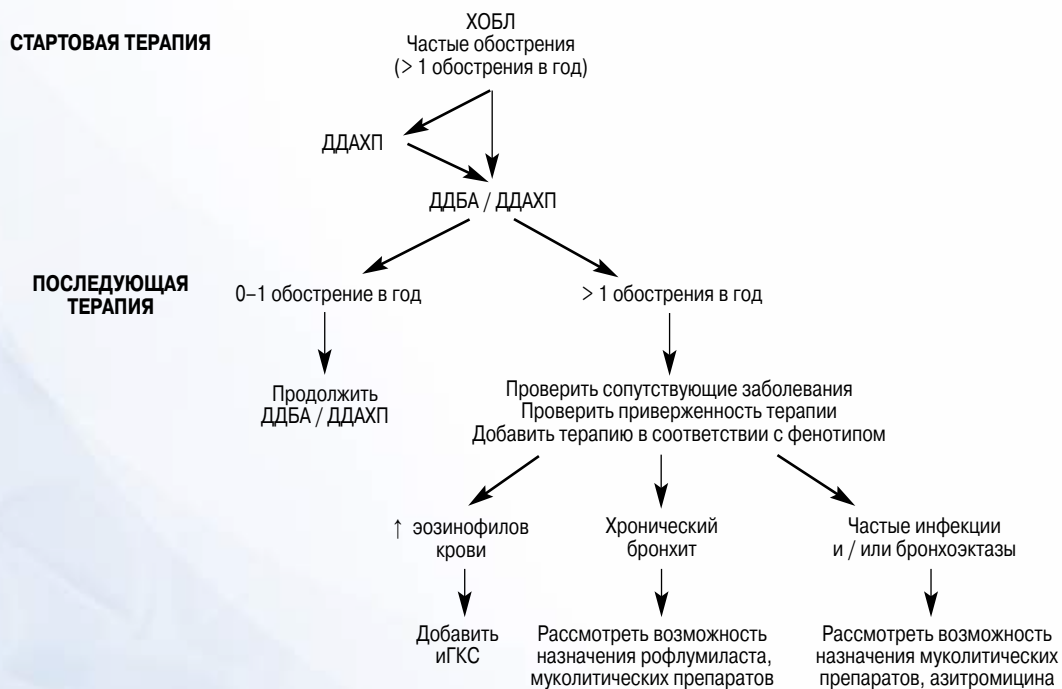 СТАРТОВАЯ ТЕРАПИЯ
ХОБЛ
Частые обострения
(> 1 обострения в год)
ДДАХП
ДДБА / ДДАХП
ПОСЛЕДУЮЩАЯ
ТЕРАПИЯ
0–1 обострение в год
> 1 обострения в год
Продолжить
ДДБА / ДДАХП
Проверить сопутствующие заболевания
Проверить приверженность терапии
Добавить терапию в соответствии с фенотипом
↑ эозинофилов
крови
Хронический
бронхит
Частые инфекции
и / или бронхоэктазы
Добавить
иГКС
Рассмотреть возможность
назначения рофлумиласта,
муколитических препаратов
Рассмотреть возможность
назначения муколитических
препаратов, азитромицина